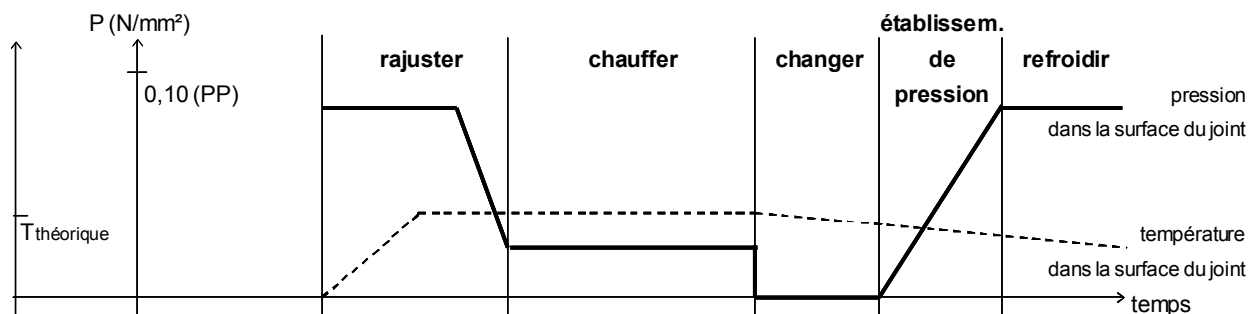 P (N/mm²)
0,10 (PP)
Tthéorique
rajuster
chauffer
changer
établissem.
de
pression
refroidir
pression
dans la surface du joint
température
dans la surface du joint
temps